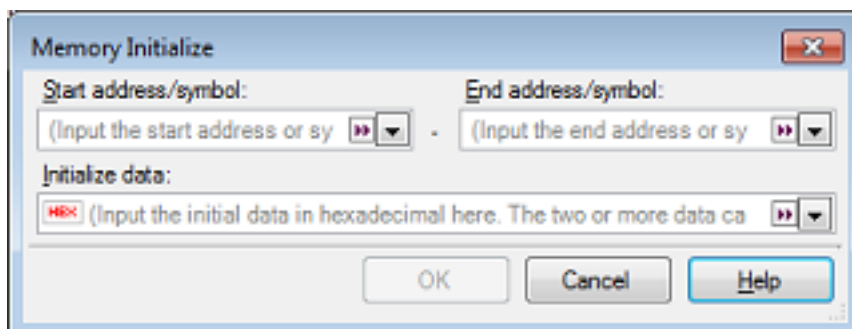 Memory Initialize
Start address/symbol: End address/symbol:
(Input the start address or sy - (Input the end address or sy
Initialize data:
HEX (Input the initial data in hexadecimal here. The two or more data ca
OK Cancel Help